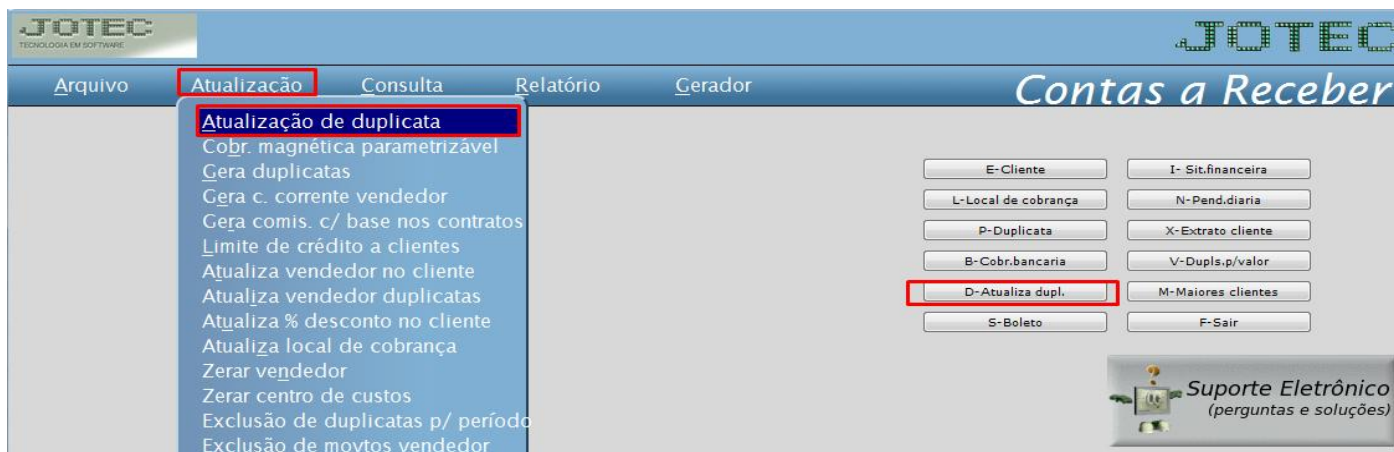 JOTEC
TECNOLOGIA EM SOFTWARE
JOTEC
Arquivo Atualização Consulta Relatório Gerador Contas a Receber
Atualização de duplicata
Cobr. magnética parametrizável
Gera duplicatas
Gera c. corrente vendedor
Gera comis. c/ base nos contratos
Limite de crédito a clientes
Atualiza vendedor no cliente
Atualiza vendedor duplicatas
Atualiza % desconto no cliente
Atualiza local de cobrança
Zerar vendedor
Zerar centro de custos
Exclusão de duplicatas p/ período
Exclusão de movtos vendedor
E-Cliente I- Sit.financeira
L-Local de cobrança N-Pend.diaria
P-Duplicata X-Extrato cliente
B-Cobr.bancaria V-Dupls.p/valor
D-Atualiza dupl. M-Maiores clientes
S-Boleto F-Sair
Suporte Eletrônico
(perguntas e soluções)